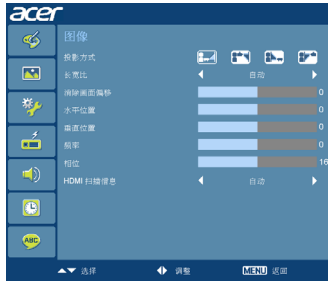 acer
图像
投影方式
长宽比 自动
消除画面偏移 0
水平位置 0
垂直位置 0
频率 0
相位 16
HDMI 扫描信息 自动
ABC
选择 调整 MENU 返回